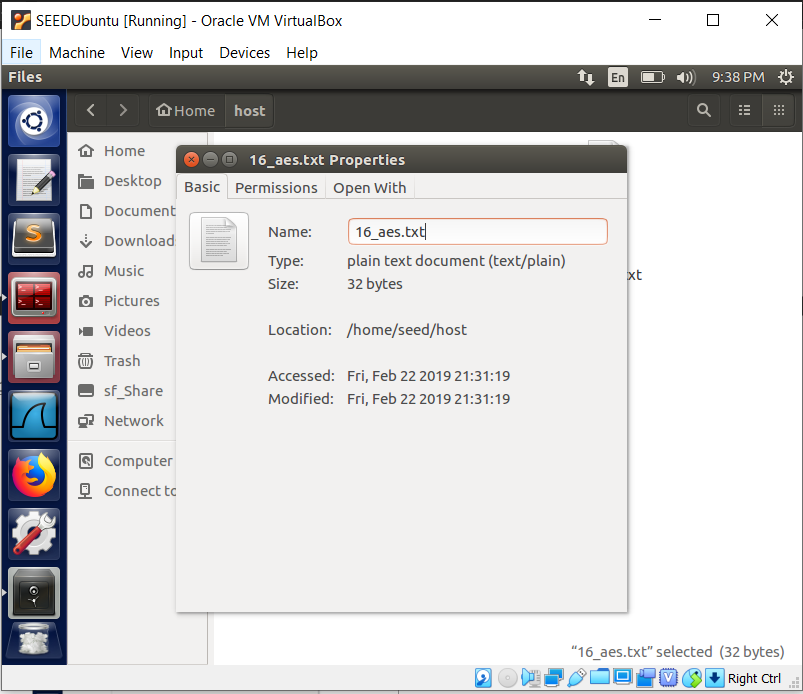 SEEDUbuntu [Running] - Oracle VM VirtualBox
File Machine View Input Devices Help
Files En 9:38 PM
Home host
16_aes.txt Properties
Basic Permissions Open With
Home
Desktop
Document
Download
Music
Pictures
Videos
Trash
sf_Share
Network
Computer
Connect to
Name: 16_aes.txt
Type: plain text document (text/plain)
Size: 32 bytes
Location: /home/seed/host
Accessed: Fri, Feb 22 2019 21:31:19
Modified: Fri, Feb 22 2019 21:31:19
xt
“16_aes.txt” selected (32 bytes)
Right Ctrl